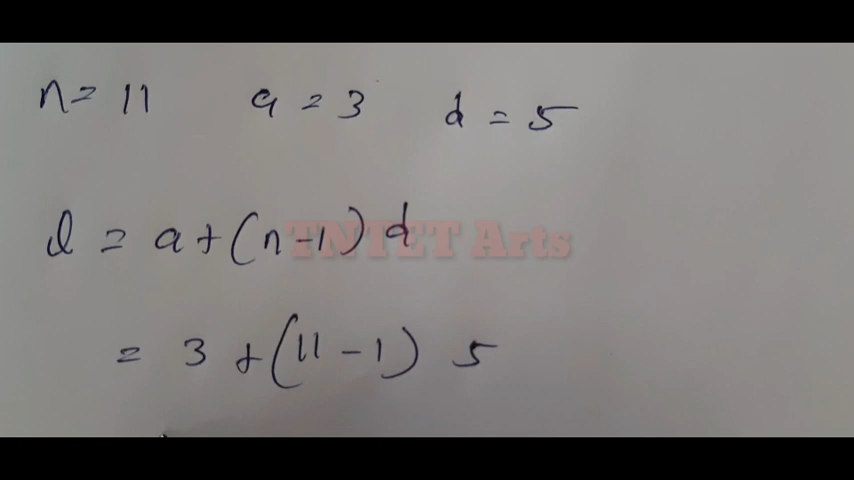 n = 11 a = 3 d = 5
l = a + (n-1) d
TNTET Arts
= 3 + (11 - 1) 5